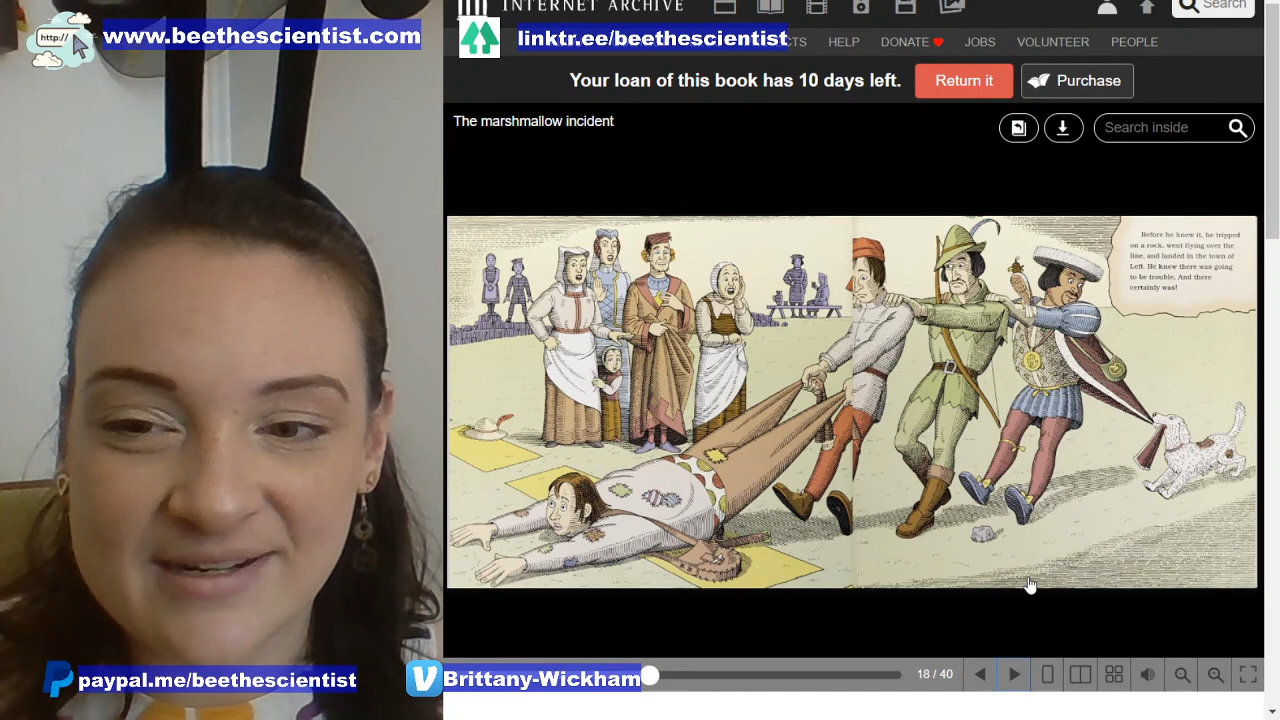 http://
www.beethescientist.com
INTERNET ARCHIVE
Search
linktr.ee/beethescientist
HELP
DONATE
JOBS
VOLUNTEER
PEOPLE
Your loan of this book has 10 days left.
Return it
Purchase
The marshmallow incident
Search inside
Before he knew it, he tripped
on a rock, went flying over the
line, and landed in the town of
Left. He knew there was going
to be trouble. And there
certainly was!
paypal.me/beethescientist
Brittany-Wickham
18 / 40